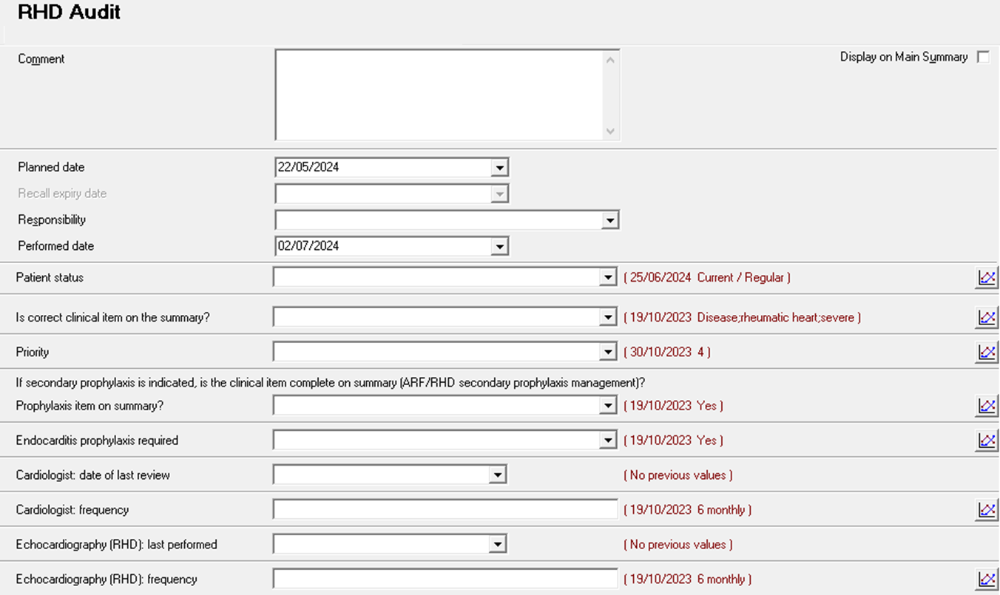 RHD Audit
Comment
Display on Main Summary
Planned date 22/05/2024
Recall expiry date
Responsibility
Performed date 02/07/2024
Patient status ( 25/06/2024 Current / Regular )
Is correct clinical item on the summary? ( 19/10/2023 Disease;rheumatic heart;severe )
Priority ( 30/10/2023 4 )
If secondary prophylaxis is indicated, is the clinical item complete on summary (ARF/RHD secondary prophylaxis management)?
Prophylaxis item on summary? ( 19/10/2023 Yes )
Endocarditis prophylaxis required ( 19/10/2023 Yes )
Cardiologist: date of last review ( No previous values )
Cardiologist: frequency ( 19/10/2023 6 monthly )
Echocardiography (RHD): last performed ( No previous values )
Echocardiography (RHD): frequency ( 19/10/2023 6 monthly )